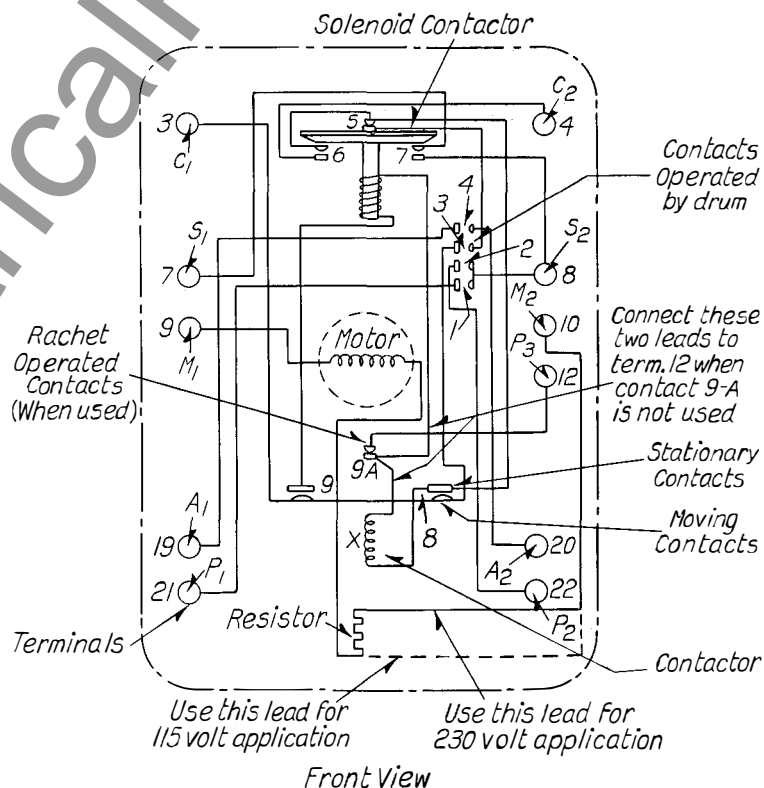 Solenoid Contactor
C2
3
4
C1
5
6
7
Contacts
Operated
by drum
4
3
2
1
S1
7
S2
8
M2
10
9
M1
Motor
P3
12
Connect these
two leads to
term. 12 when
contact 9-A
is not used
Rachet
Operated
Contacts
(When used)
9A
9
Stationary
Contacts
X
8
Moving
Contacts
A1
19
20
A2
P1
21
22
P2
Terminals
Resistor
Contactor
Use this lead for
115 volt application
Use this lead for
230 volt application
Front View